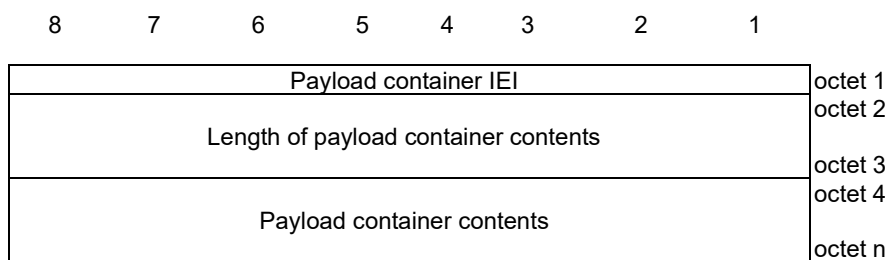 8 7 6 5 4 3 2 1
Payload container IEI octet 1
octet 2
Length of payload container contents
octet 3
octet 4
Payload container contents
octet n